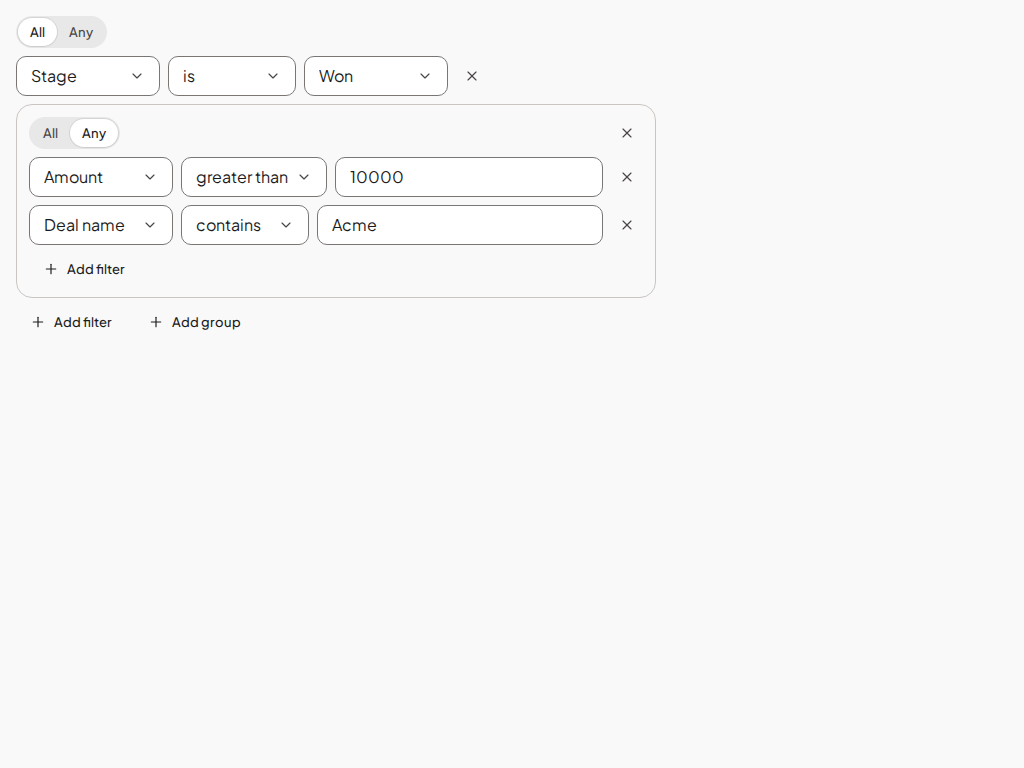 All Any
Stage is Won
All Any
Amount greater than 10000
Deal name contains Acme
Add filter
Add filter Add group